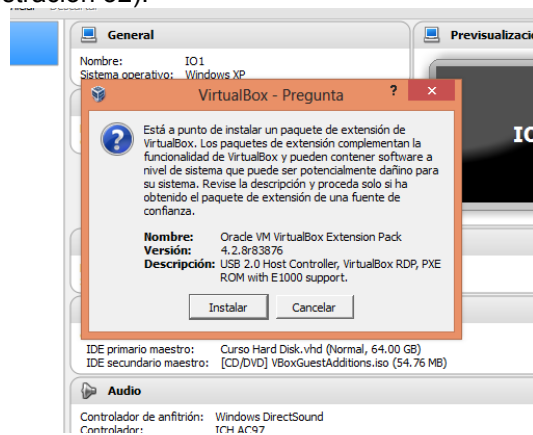 General
Previsualizació
Nombre: IO1
Sistema operativo: Windows XP
VirtualBox - Pregunta ? ×
Está a punto de instalar un paquete de extensión de
VirtualBox. Los paquetes de extensión complementan la
funcionalidad de VirtualBox y pueden contener software a
nivel de sistema que puede ser potencialmente dañino para
su sistema. Revise la descripción y proceda solo si ha
obtenido el paquete de extensión de una fuente de
confianza.
Nombre: Oracle VM VirtualBox Extension Pack
Versión: 4.2.8r83876
Descripción: USB 2.0 Host Controller, VirtualBox RDP, PXE
ROM with E1000 support.
Instalar Cancelar
IDE primario maestro: Curso Hard Disk.vhd (Normal, 64.00 GB)
IDE secundario maestro: [CD/DVD] VBoxGuestAdditions.iso (54.76 MB)
Audio
Controlador de anfitrión: Windows DirectSound
Controlador: ICH AC97